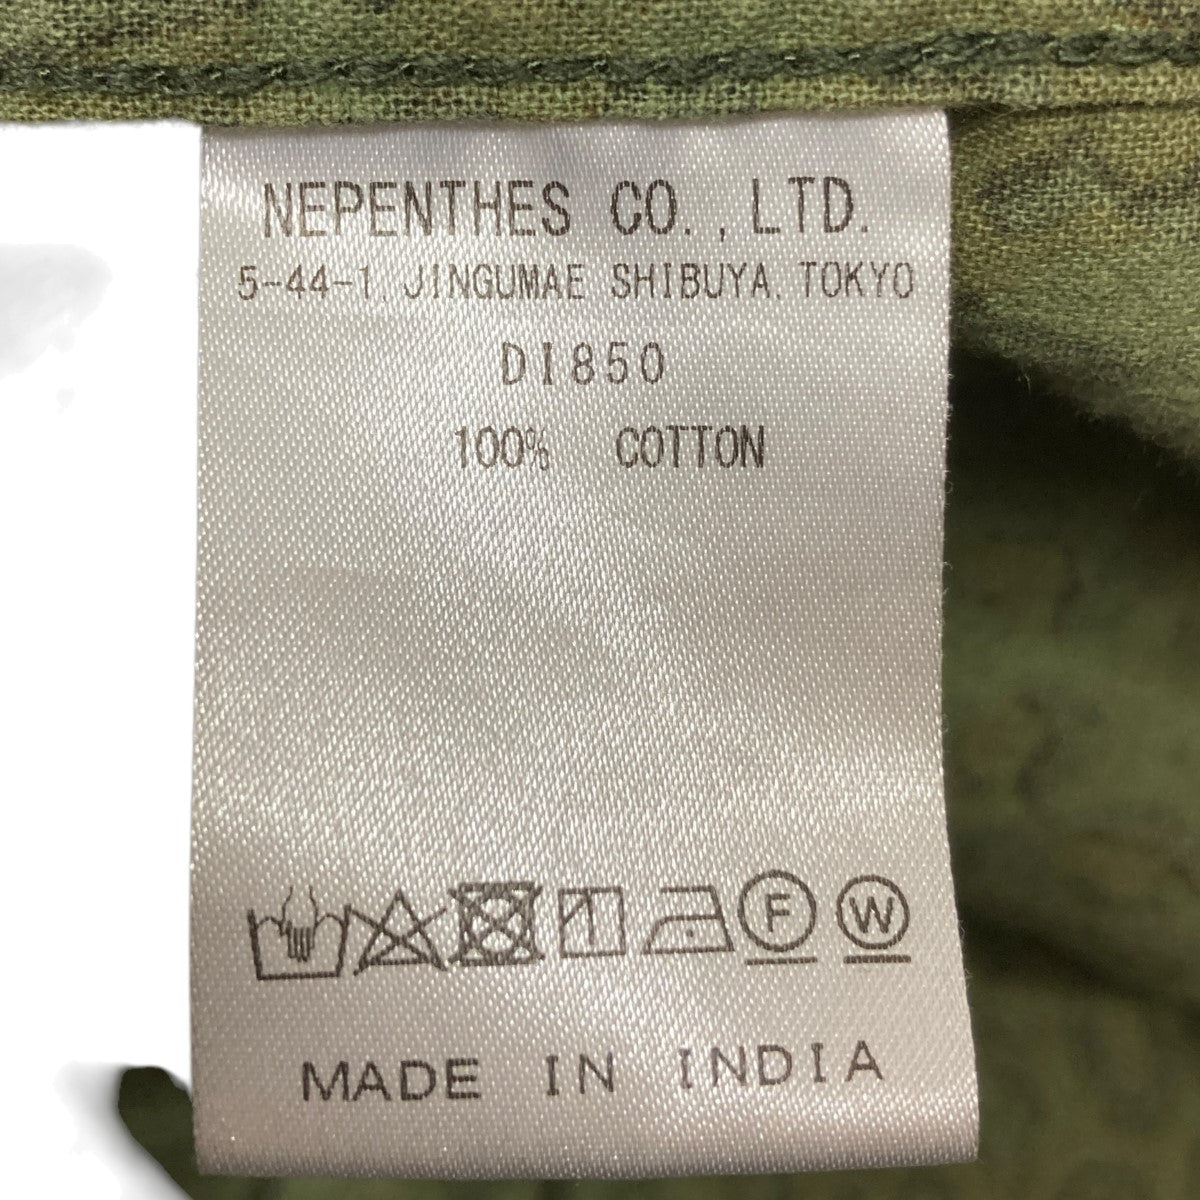 NEPENTHES CO.,LTD.
5-44-1, JINGUMAE SHIBUYA, TOKYO
DI850
100% COTTON
F W
MADE IN INDIA